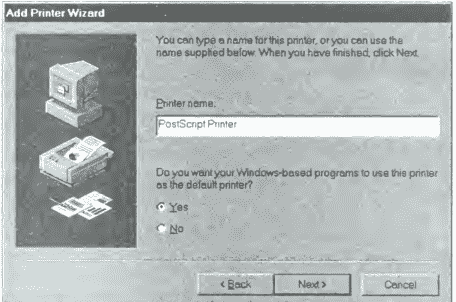 Add Printer Wizard
You can type a name for this printer, or you can use the
name supplied below. When you have finished, click Next.
Printer name:
PostScript Printer
Do you want your Windows-based programs to use this printer
as the default printer?
Yes
No
< Back
Next >
Cancel